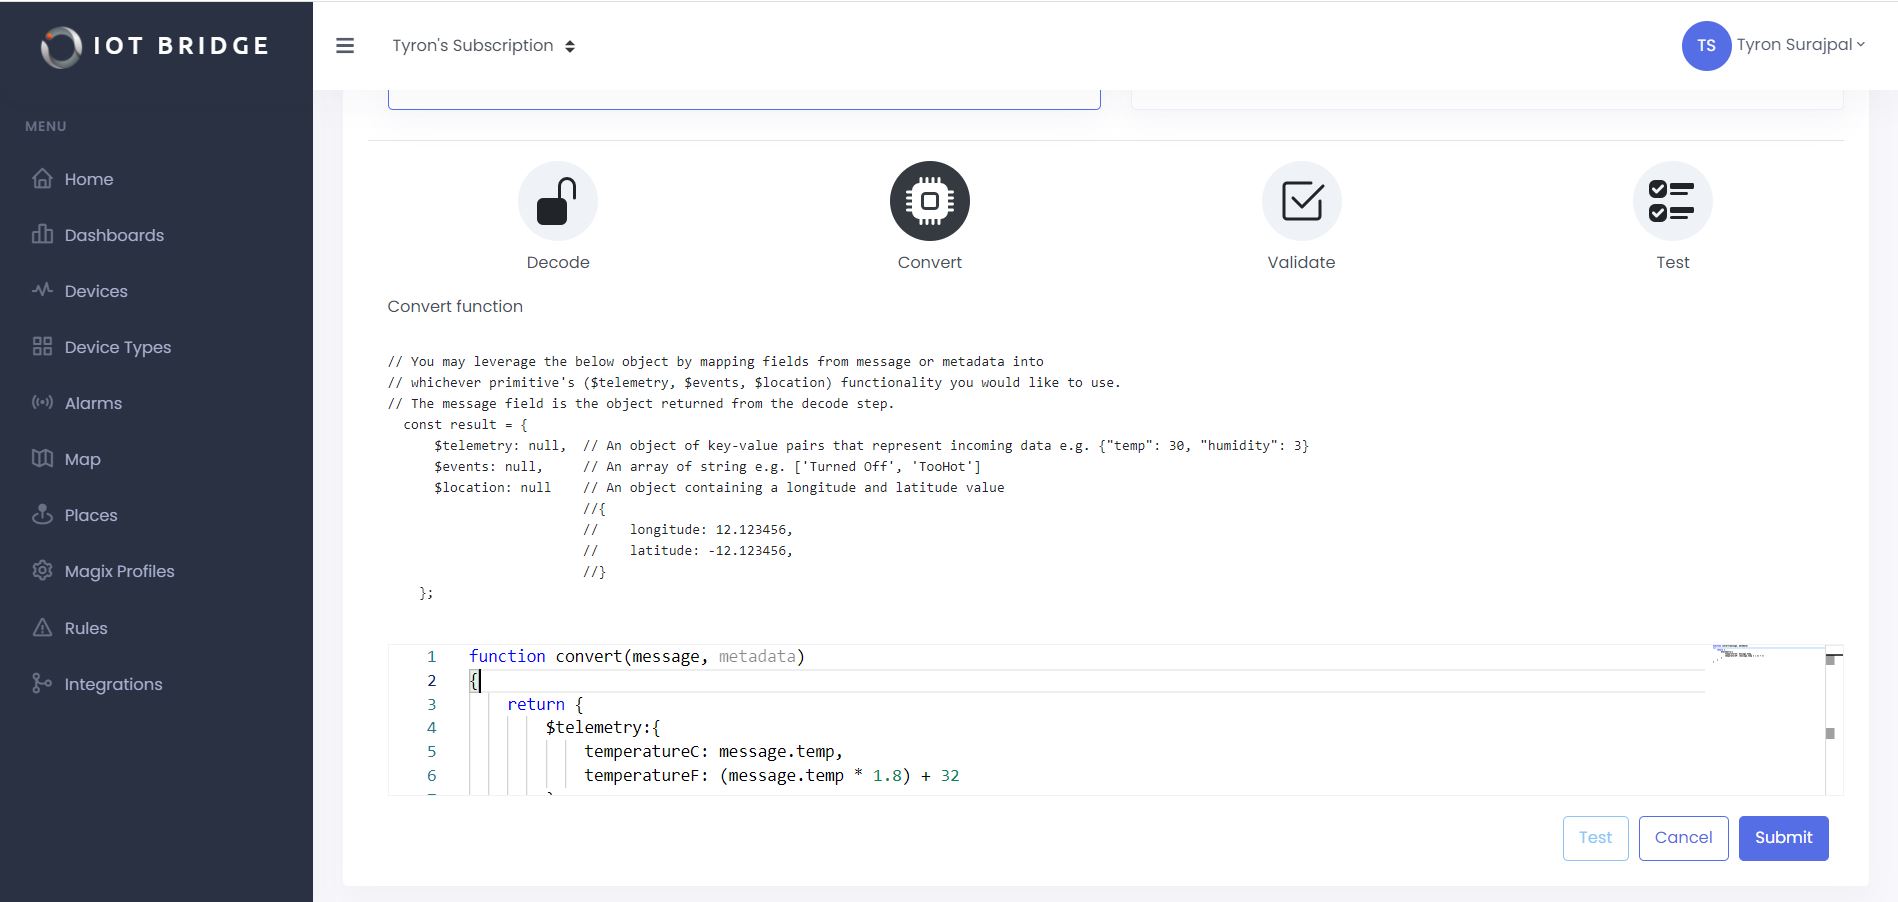 IOT BRIDGE
Tyron's Subscription
TS
Tyron Surajpal
MENU
Home
Dashboards
Devices
Device Types
Alarms
Map
Places
Magix Profiles
Rules
Integrations
Decode
Convert
Validate
Test
Convert function
// You may leverage the below object by mapping fields from message or metadata into
// whichever primitive's ($telemetry, $events, $location) functionality you would like to use.
// The message field is the object returned from the decode step.
const result = {
$telemetry: null,  // An object of key-value pairs that represent incoming data e.g. {"temp": 30, "humidity": 3}
$events: null,     // An array of string e.g. ['Turned Off', 'TooHot']
$location: null    // An object containing a longitude and latitude value
//{
//    longitude: 12.123456,
//    latitude: -12.123456,
//}
};
1 function convert(message, metadata)
2 {
3 return {
4 $telemetry:{
5 temperatureC: message.temp,
6 temperatureF: (message.temp * 1.8) + 32
Test
Cancel
Submit